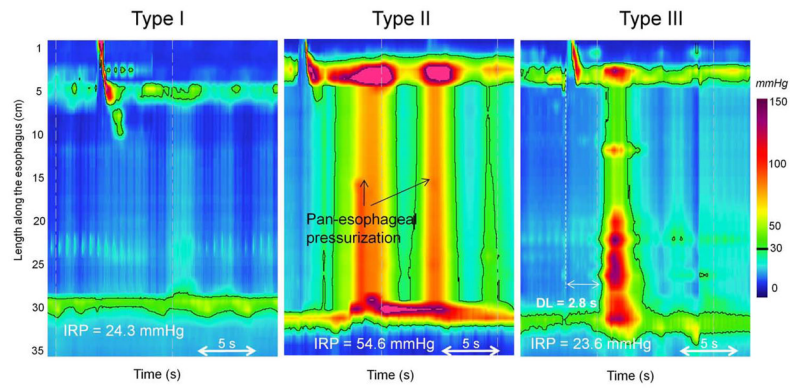 Type I
Type II
Type III
Length along the esophagus (cm)
1
5
10
15
20
25
30
35
Pan-esophageal
pressurization
DL = 2.8 s
IRP = 24.3 mmHg
5 s
IRP = 54.6 mmHg
5 s
IRP = 23.6 mmHg
5 s
Time (s)
Time (s)
Time (s)
mmHg
150
100
50
30
0